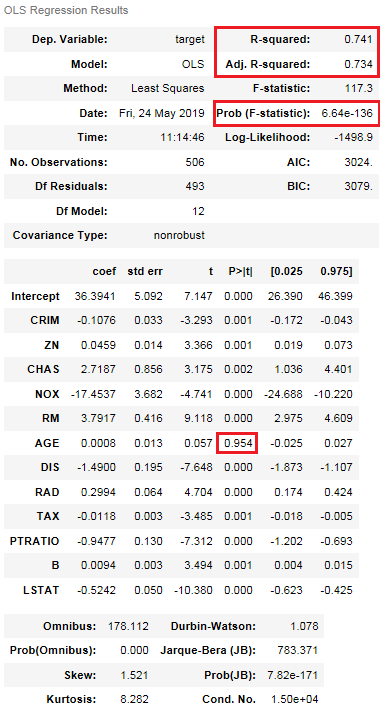 OLS Regression Results
Dep. Variable: target R-squared: 0.741
Model: OLS Adj. R-squared: 0.734
Method: Least Squares F-statistic: 117.3
Date: Fri, 24 May 2019 Prob (F-statistic): 6.64e-136
Time: 11:14:46 Log-Likelihood: -1498.9
No. Observations: 506 AIC: 3024.
Df Residuals: 493 BIC: 3079.
Df Model: 12
Covariance Type: nonrobust
coef std err t P>|t| [0.025 0.975]
Intercept 36.3941 5.092 7.147 0.000 26.390 46.399
CRIM -0.1076 0.033 -3.293 0.001 -0.172 -0.043
ZN 0.0459 0.014 3.366 0.001 0.019 0.073
CHAS 2.7187 0.856 3.175 0.002 1.036 4.401
NOX -17.4537 3.682 -4.741 0.000 -24.688 -10.220
RM 3.7917 0.416 9.118 0.000 2.975 4.609
AGE 0.0008 0.013 0.057 0.954 -0.025 0.027
DIS -1.4900 0.195 -7.648 0.000 -1.873 -1.107
RAD 0.2994 0.064 4.704 0.000 0.174 0.424
TAX -0.0118 0.003 -3.485 0.001 -0.018 -0.005
PTRATIO -0.9477 0.130 -7.312 0.000 -1.202 -0.693
B 0.0094 0.003 3.494 0.001 0.004 0.015
LSTAT -0.5242 0.050 -10.380 0.000 -0.623 -0.425
Omnibus: 178.112 Durbin-Watson: 1.078
Prob(Omnibus): 0.000 Jarque-Bera (JB): 783.371
Skew: 1.521 Prob(JB): 7.82e-171
Kurtosis: 8.282 Cond. No. 1.50e+04